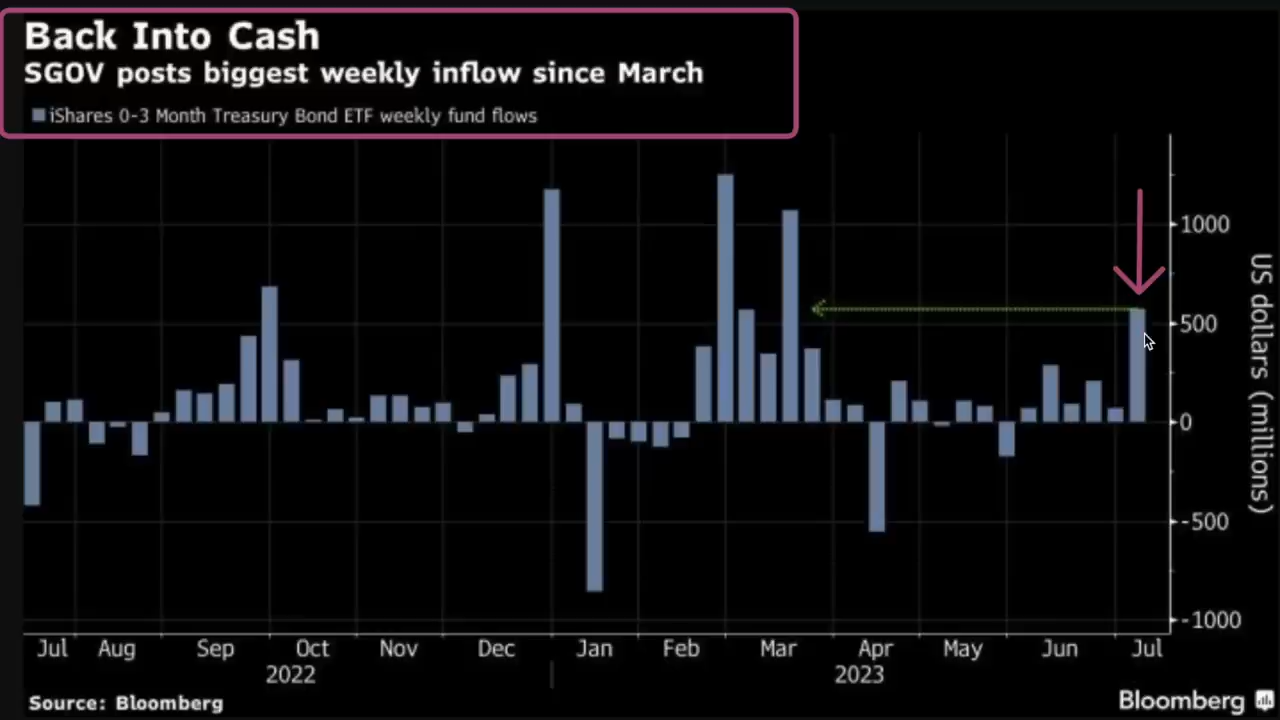 Back Into Cash
SGOV posts biggest weekly inflow since March
iShares 0-3 Month Treasury Bond ETF weekly fund flows
1000
500
0
-500
-1000
US dollars (millions)
Jul Aug Sep Oct Nov Dec Jan Feb Mar Apr May Jun Jul
2022 2023
Source: Bloomberg
Bloomberg